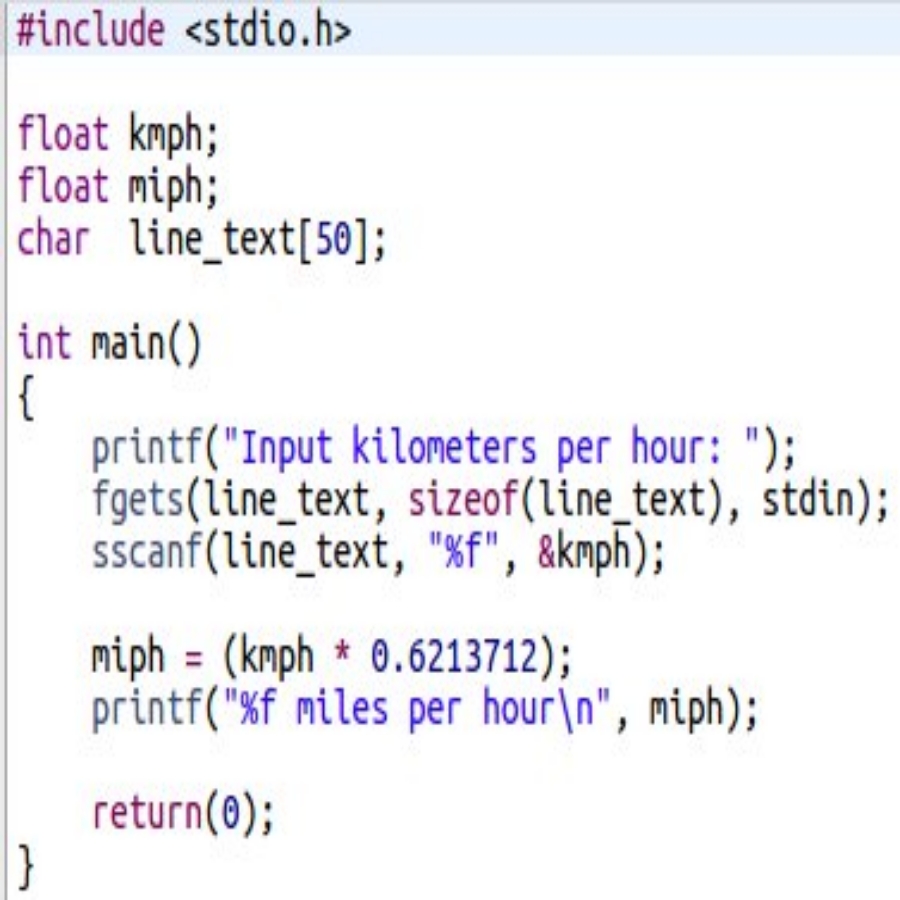 #include <stdio.h>
float kmph;
float miph;
char  line_text[50];
int main()
{
    printf("Input kilometers per hour: ");
    fgets(line_text, sizeof(line_text), stdin);
    sscanf(line_text, "%f", &kmph);
    miph = (kmph * 0.6213712);
    printf("%f miles per hour\n", miph);
    return(0);
}